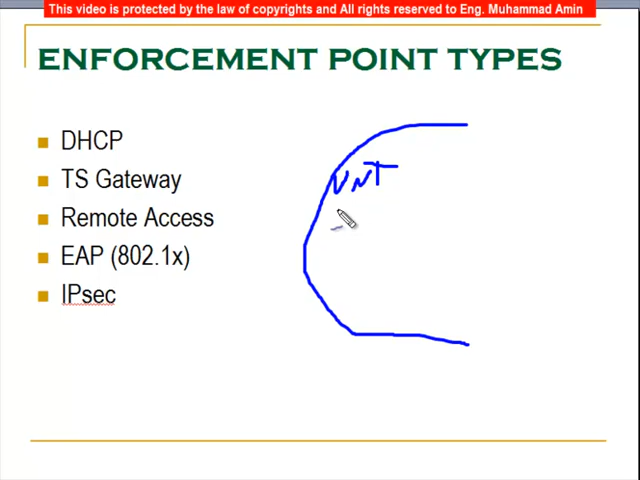 This video is protected by the law of copyrights and All rights reserved to Eng. Muhammad Amin
ENFORCEMENT POINT TYPES
DHCP
TS Gateway
Remote Access
EAP (802.1x)
IPsec